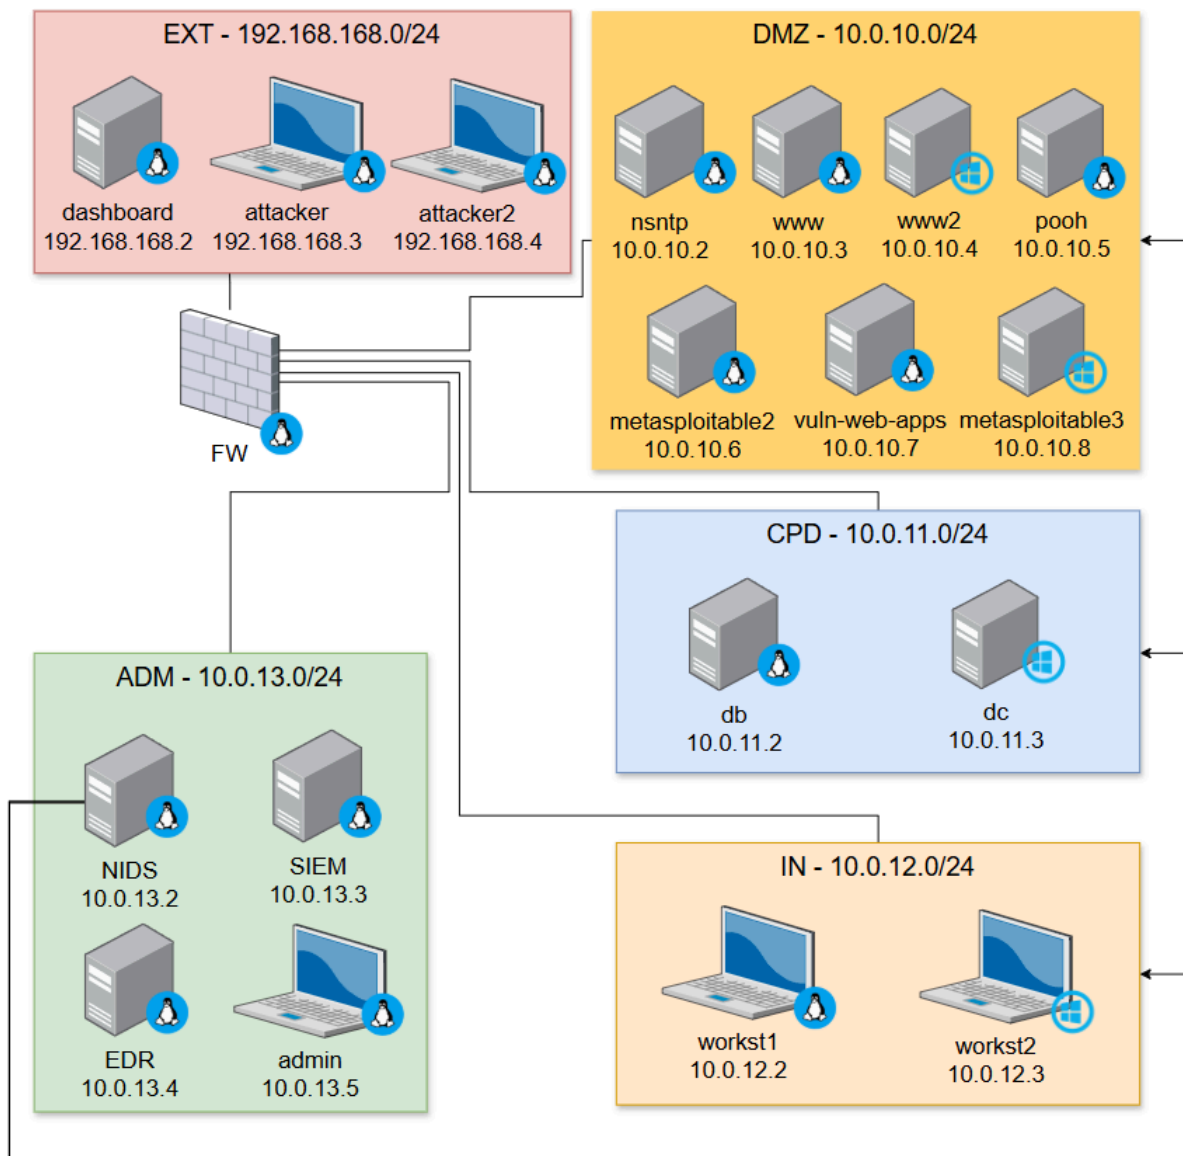 EXT - 192.168.168.0/24
dashboard
192.168.168.2
attacker
192.168.168.3
attacker2
192.168.168.4
FW
DMZ - 10.0.10.0/24
nsntp
10.0.10.2
www
10.0.10.3
www2
10.0.10.4
pooh
10.0.10.5
metasploitable2
10.0.10.6
vuln-web-apps
10.0.10.7
metasploitable3
10.0.10.8
CPD - 10.0.11.0/24
db
10.0.11.2
dc
10.0.11.3
ADM - 10.0.13.0/24
NIDS
10.0.13.2
SIEM
10.0.13.3
EDR
10.0.13.4
admin
10.0.13.5
IN - 10.0.12.0/24
workst1
10.0.12.2
workst2
10.0.12.3